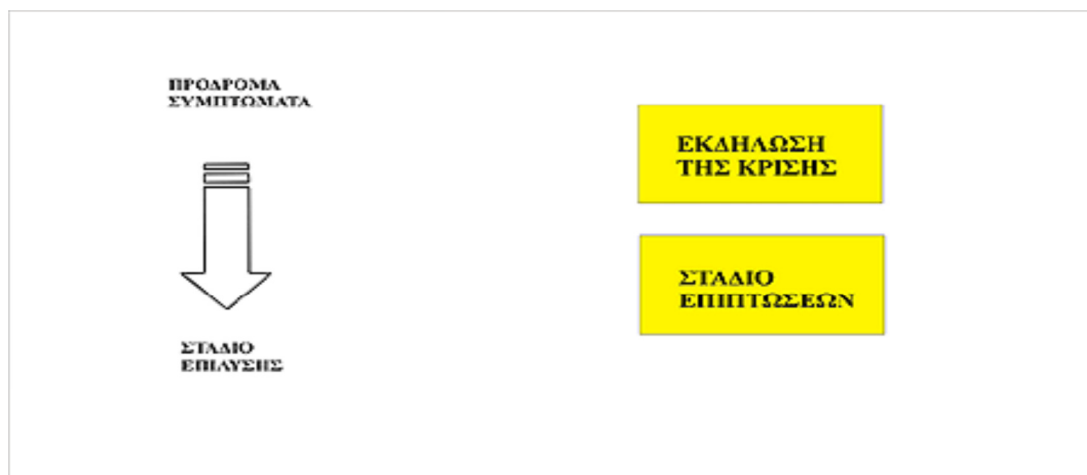 ΠΡΟΔΡΟΜΑ
ΣΥΜΠΤΩΜΑΤΑ
ΕΚΔΗΛΩΣΗ
ΤΗΣ ΚΡΙΣΗΣ
ΣΤΑΔΙΟ
ΕΠΙΠΤΩΣΕΩΝ
ΣΤΑΔΙΟ
ΕΠΙΛΥΣΗΣ